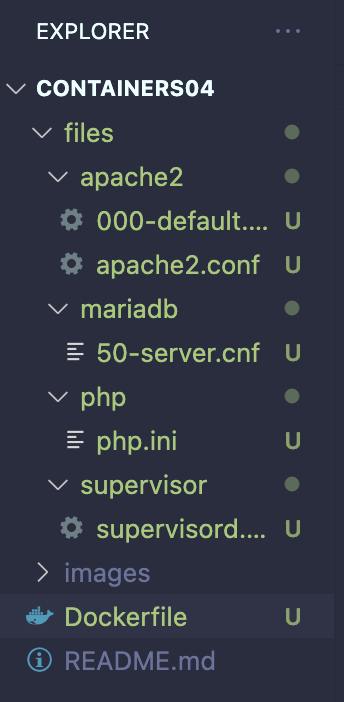 EXPLORER ...
CONTAINERS04
files
apache2
000-default.... U
apache2.conf U
mariadb
50-server.cnf U
php
php.ini U
supervisor
supervisord.... U
images
Dockerfile U
README.md